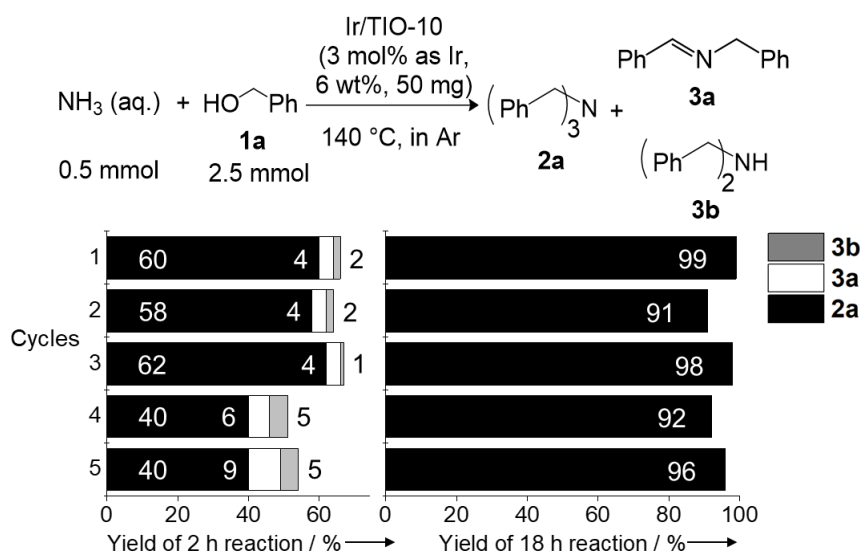 Ir/TIO-10
(3 mol% as Ir,
6 wt%, 50 mg)
NH3 (aq.) + HO Ph
1a
140 °C, in Ar
0.5 mmol 2.5 mmol
( Ph )3 N +
2a
Ph N Ph
3a
( Ph )2 NH
3b
Cycles
1 60 4 2 99
2 58 4 2 91
3 62 4 1 98
4 40 6 5 92
5 40 9 5 96
3b
3a
2a
0 20 40 60 0 20 40 60 80 100
Yield of 2 h reaction / % Yield of 18 h reaction / %